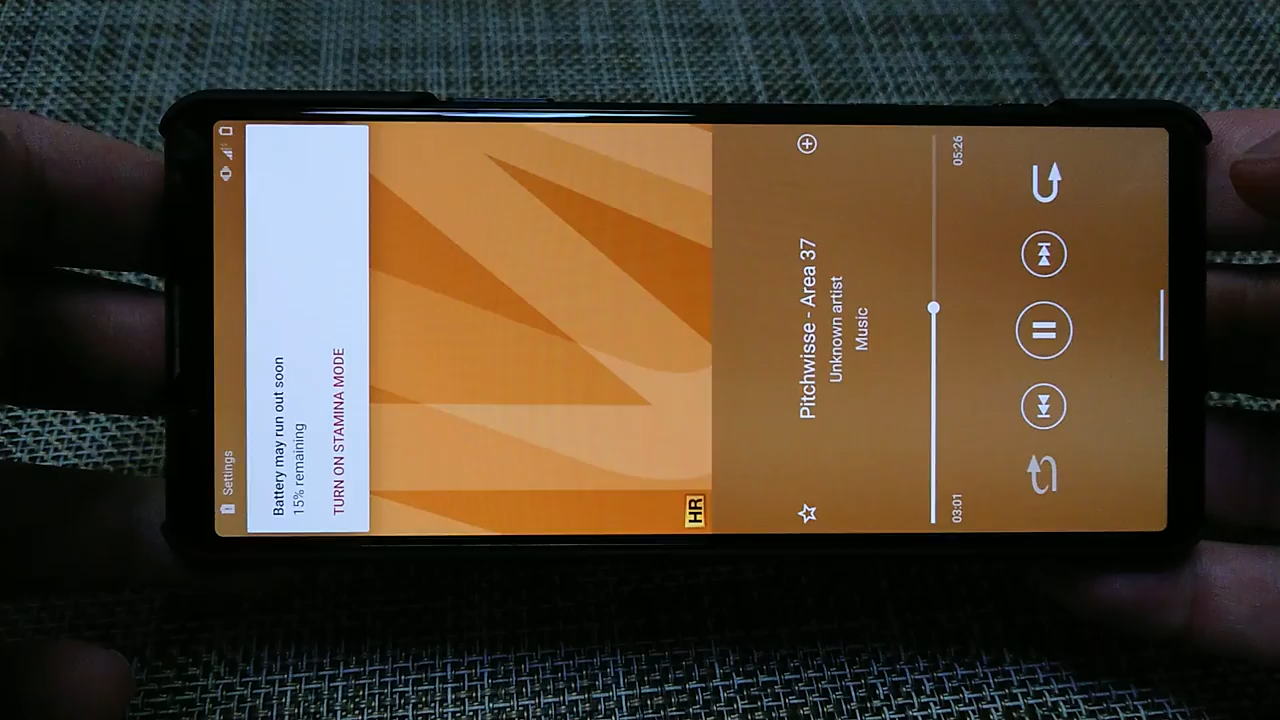 Settings
Battery may run out soon
15% remaining
TURN ON STAMINA MODE
HR
Pitchwisse - Area 37
Unknown artist
Music
03:01
05:26